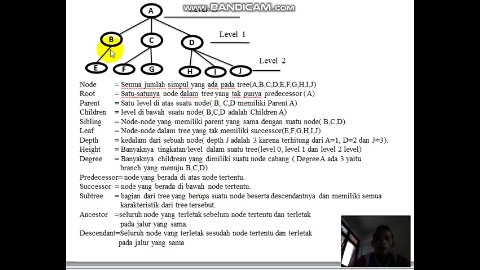 WWW.BANDICAM.COM
A
B
C
D
Level 1
E
F
G
H
I
J
Level 2
Node = Semua jumlah simpul yang ada pada tree(A,B,C,D,E,F,G,H,I,J)
Root = Satu-satunya node dalam tree yang tak punya predecessor (A)
Parent = Satu level di atas suatu node( B, C,D memiliki Parent A)
Children = level di bawah suatu node( B,C,D adalah Children A)
Sibling = Node-node yang memiliki parent yang sama dengan suatu node( B,C,D).
Leaf = Node-node dalam tree yang tak memiliki successor(E,F,G,H,I,J)
Depth = kedalam dari sebuah node( depth J adalah 3 karena terhitung dari A=1, D=2 dan J=3).
Height = Banyaknya tingkatan/level dalam suatu tree(level 0, level 1 dan level 2)
Degree = Banyaknya childrean yang dimiliki suatu node cabang ( Degree A ada 3 yaitu
branch yang menuju B,C,D)
Predecessor= node yang berada di atas node tertentu.
Successor = node yang berada di bawah node tertentu.
Subtree = bagian dari tree yang berupa suatu node beserta descendantnya dan memiliki semua
karakteristik dari tree tersebut.
Ancestor =seluruh node yang terletak sebelum node tertentu dan terletak
pada jalur yang sama.
Descendant=Seluruh node yang terletak sesudah node tertentu dan terletak
pada jalur yang sama